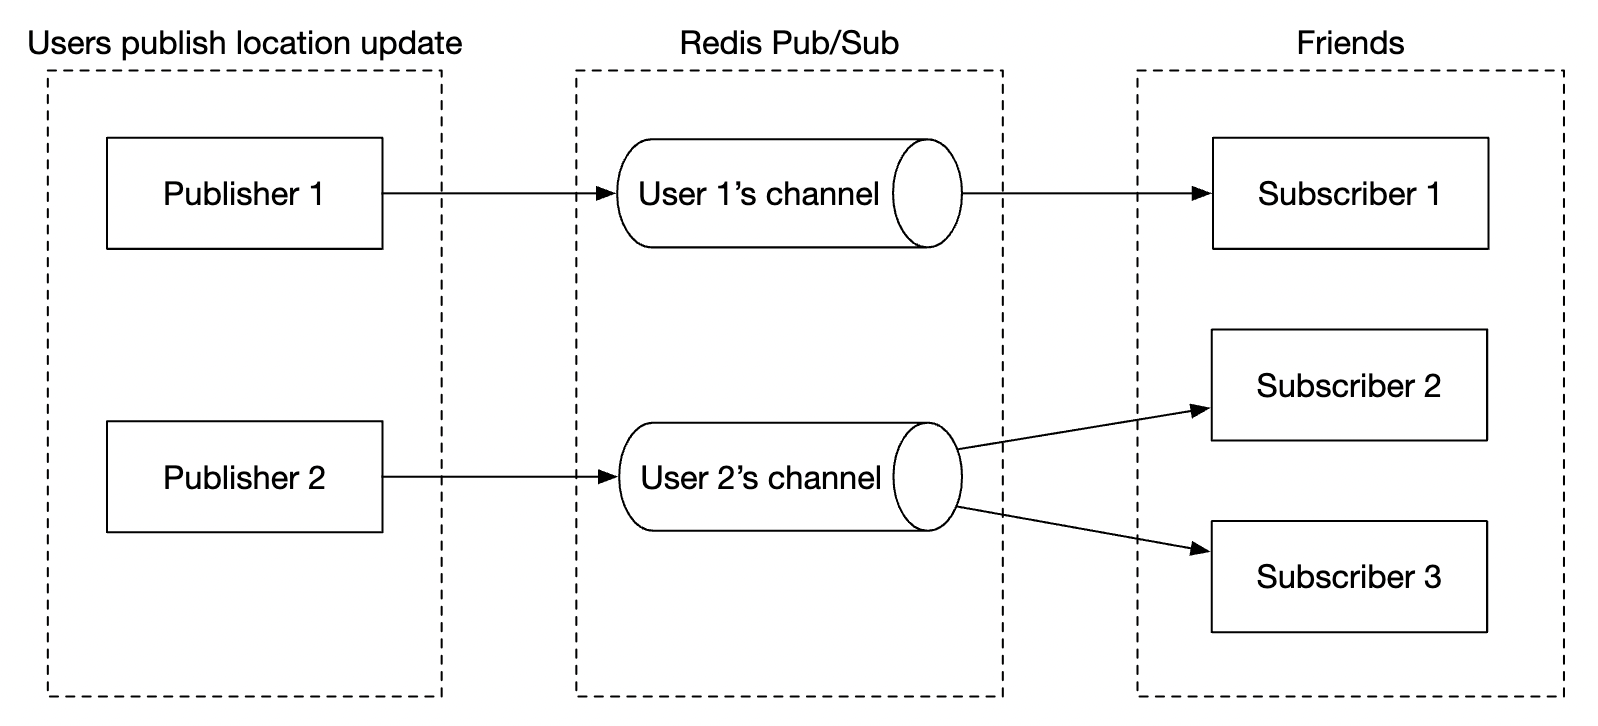 Users publish location update
Redis Pub/Sub
Friends
Publisher 1
User 1’s channel
Subscriber 1
Subscriber 2
Publisher 2
User 2’s channel
Subscriber 3